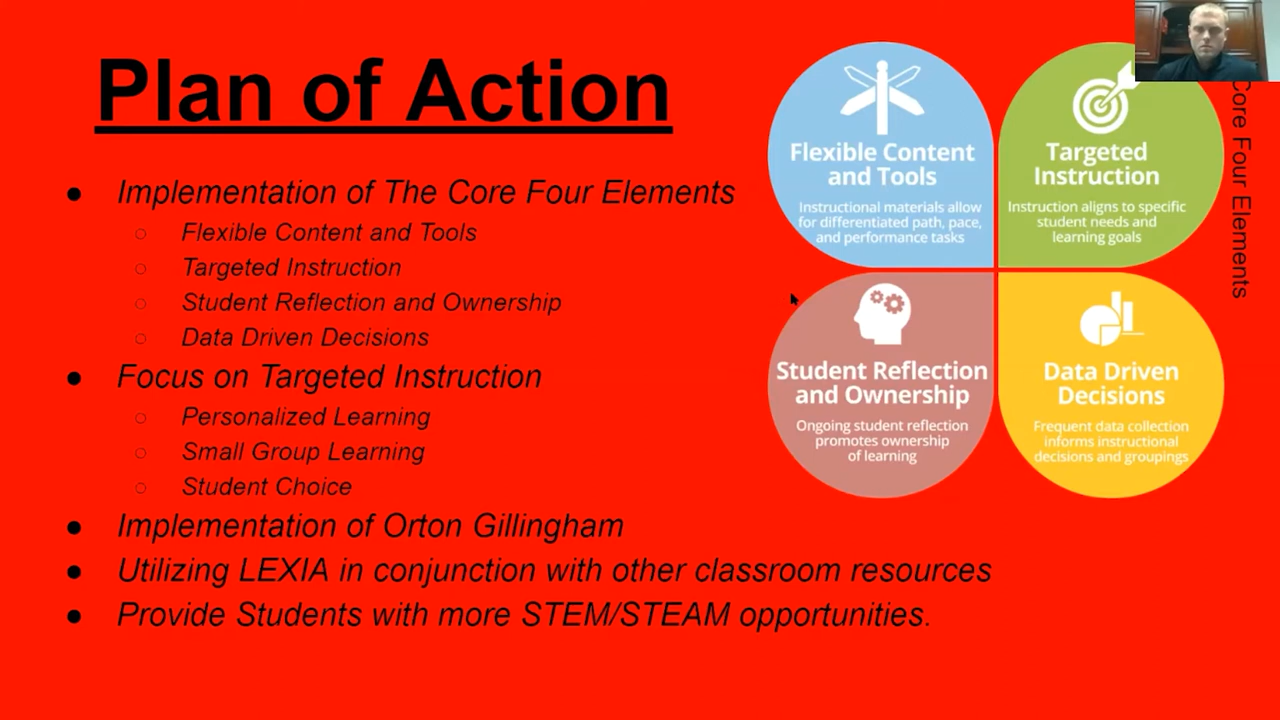 Plan of Action
Implementation of The Core Four Elements
Flexible Content and Tools
Targeted Instruction
Student Reflection and Ownership
Data Driven Decisions
Focus on Targeted Instruction
Personalized Learning
Small Group Learning
Student Choice
Implementation of Orton Gillingham
Utilizing LEXIA in conjunction with other classroom resources
Provide Students with more STEM/STEAM opportunities.
Flexible Content
and Tools
Instructional materials allow
for differentiated path, pace,
and performance tasks
Targeted
Instruction
Instruction aligns to specific
student needs and
learning goals
Student Reflection
and Ownership
Ongoing student reflection
promotes ownership
of learning
Data Driven
Decisions
Frequent data collection
informs instructional
decisions and groupings
Core Four Elements